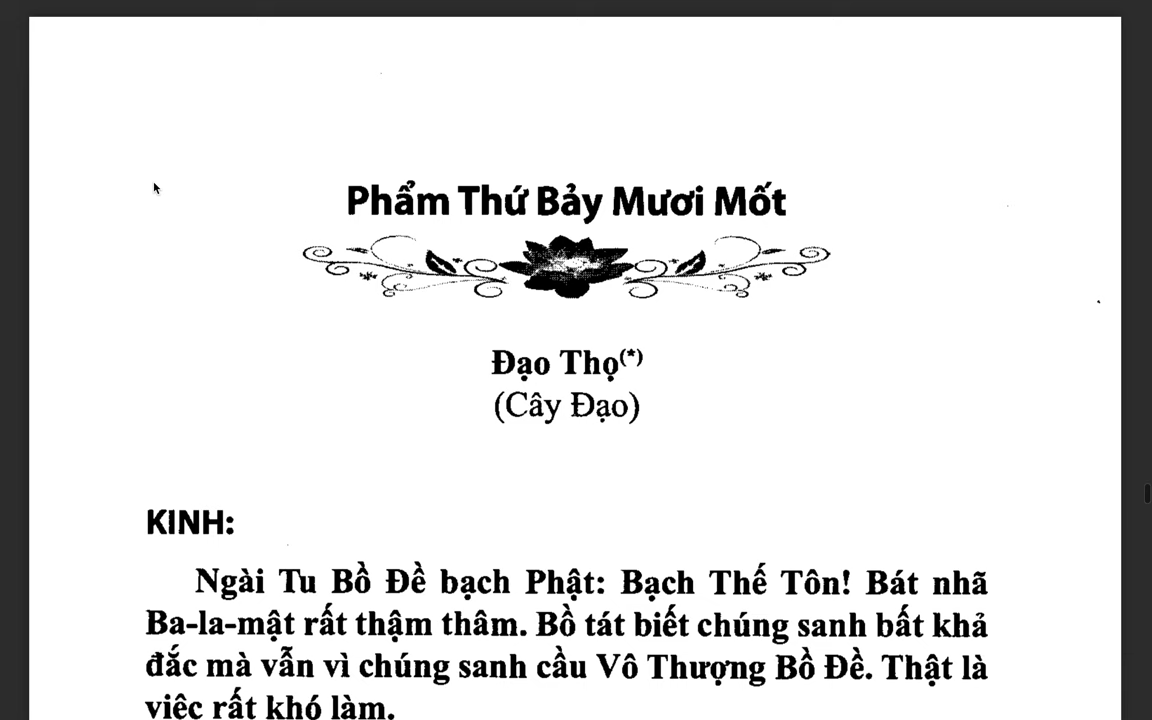 Phẩm Thứ Bảy Mươi Mốt
Đạo Thọ(*)
(Cây Đạo)
KINH:
Ngài Tu Bồ Đề bạch Phật: Bạch Thế Tôn! Bát nhã
Ba-la-mật rất thậm thâm. Bồ tát biết chúng sanh bất khả
đắc mà vẫn vì chúng sanh cầu Vô Thượng Bồ Đề. Thật là
việc rất khó làm.